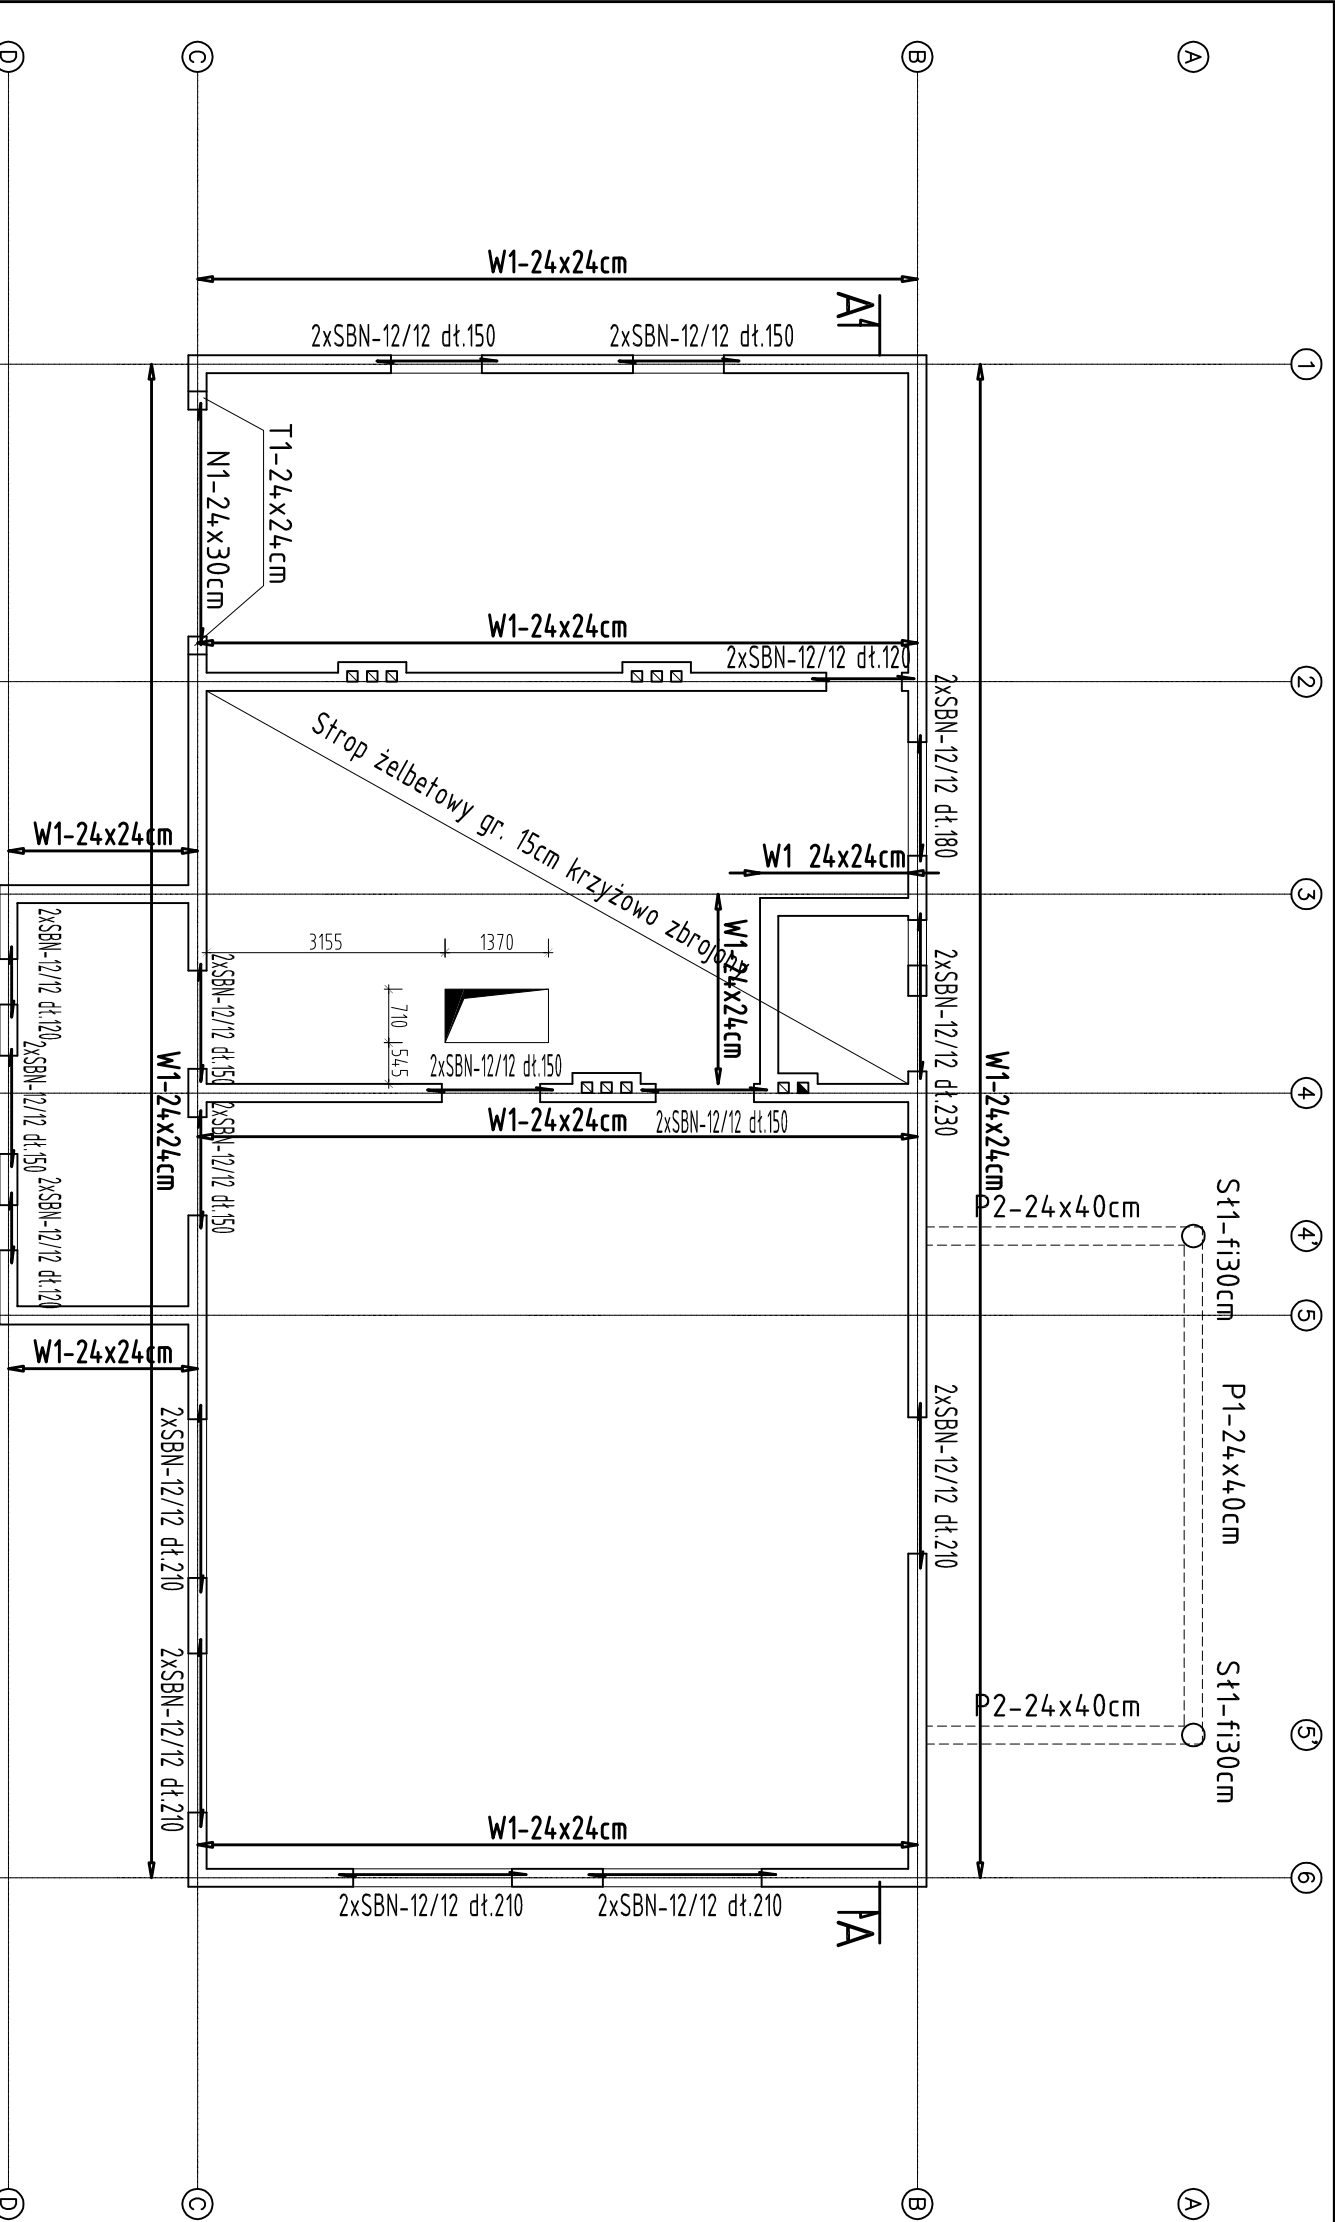 D
C
B
A
W1-24x24cm
A
2xSBN-12/12 dł.150
2xSBN-12/12 dł.150
1
T1-24x24cm
N1-24x30cm
W1-24x24cm
2xSBN-12/12 dł.120
2
2xSBN-12/12 dł.180
Strop żelbetowy gr. 15cm krzyżowo zbrojony
W1-24x24cm
W1 24x24cm
3
2xSBN-12/12 dł.120
3155
1370
W1-24x24cm
2xSBN-12/12 dł.150
710
545
2xSBN-12/12 dł.230
2xSBN-12/12 dł.150
2xSBN-12/12 dł.150
W1-24x24cm
W1-24x24cm
4
2xSBN-12/12 dł.150
W1-24x24cm
2xSBN-12/12 dł.150
2xSBN-12/12 dł.120
P2-24x40cm
Sł1-fi30cm
4'
5
W1-24x24cm
2xSBN-12/12 dł.210
2xSBN-12/12 dł.210
P1-24x40cm
2xSBN-12/12 dł.210
P2-24x40cm
Sł1-fi30cm
5'
W1-24x24cm
6
2xSBN-12/12 dł.210
2xSBN-12/12 dł.210
A
D
C
B
A